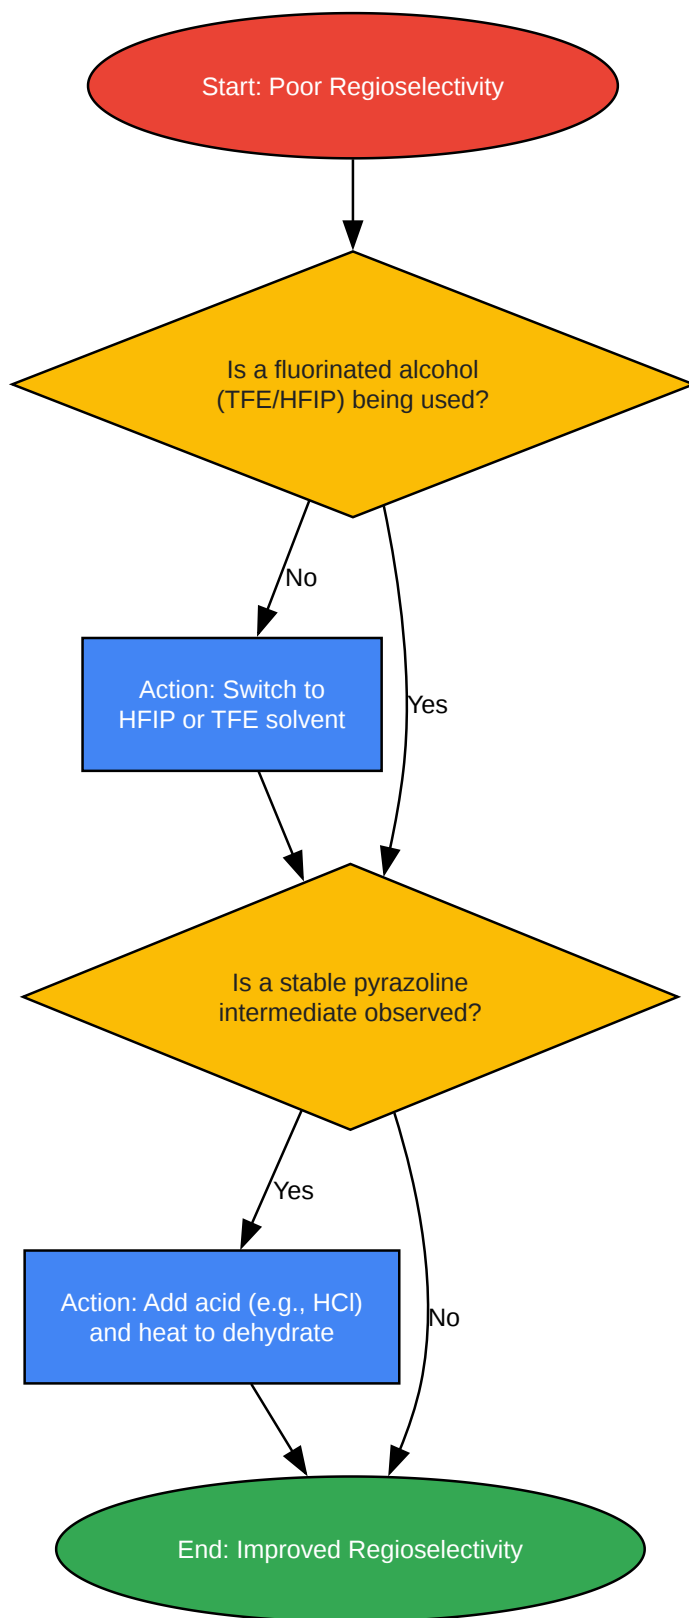 Start: Poor Regioselectivity
Is a fluorinated alcohol
(TFE/HFIP) being used?
No
Action: Switch to
HFIP or TFE solvent
Yes
Is a stable pyrazoline
intermediate observed?
Yes
Action: Add acid (e.g., HCl)
and heat to dehydrate
No
End: Improved Regioselectivity